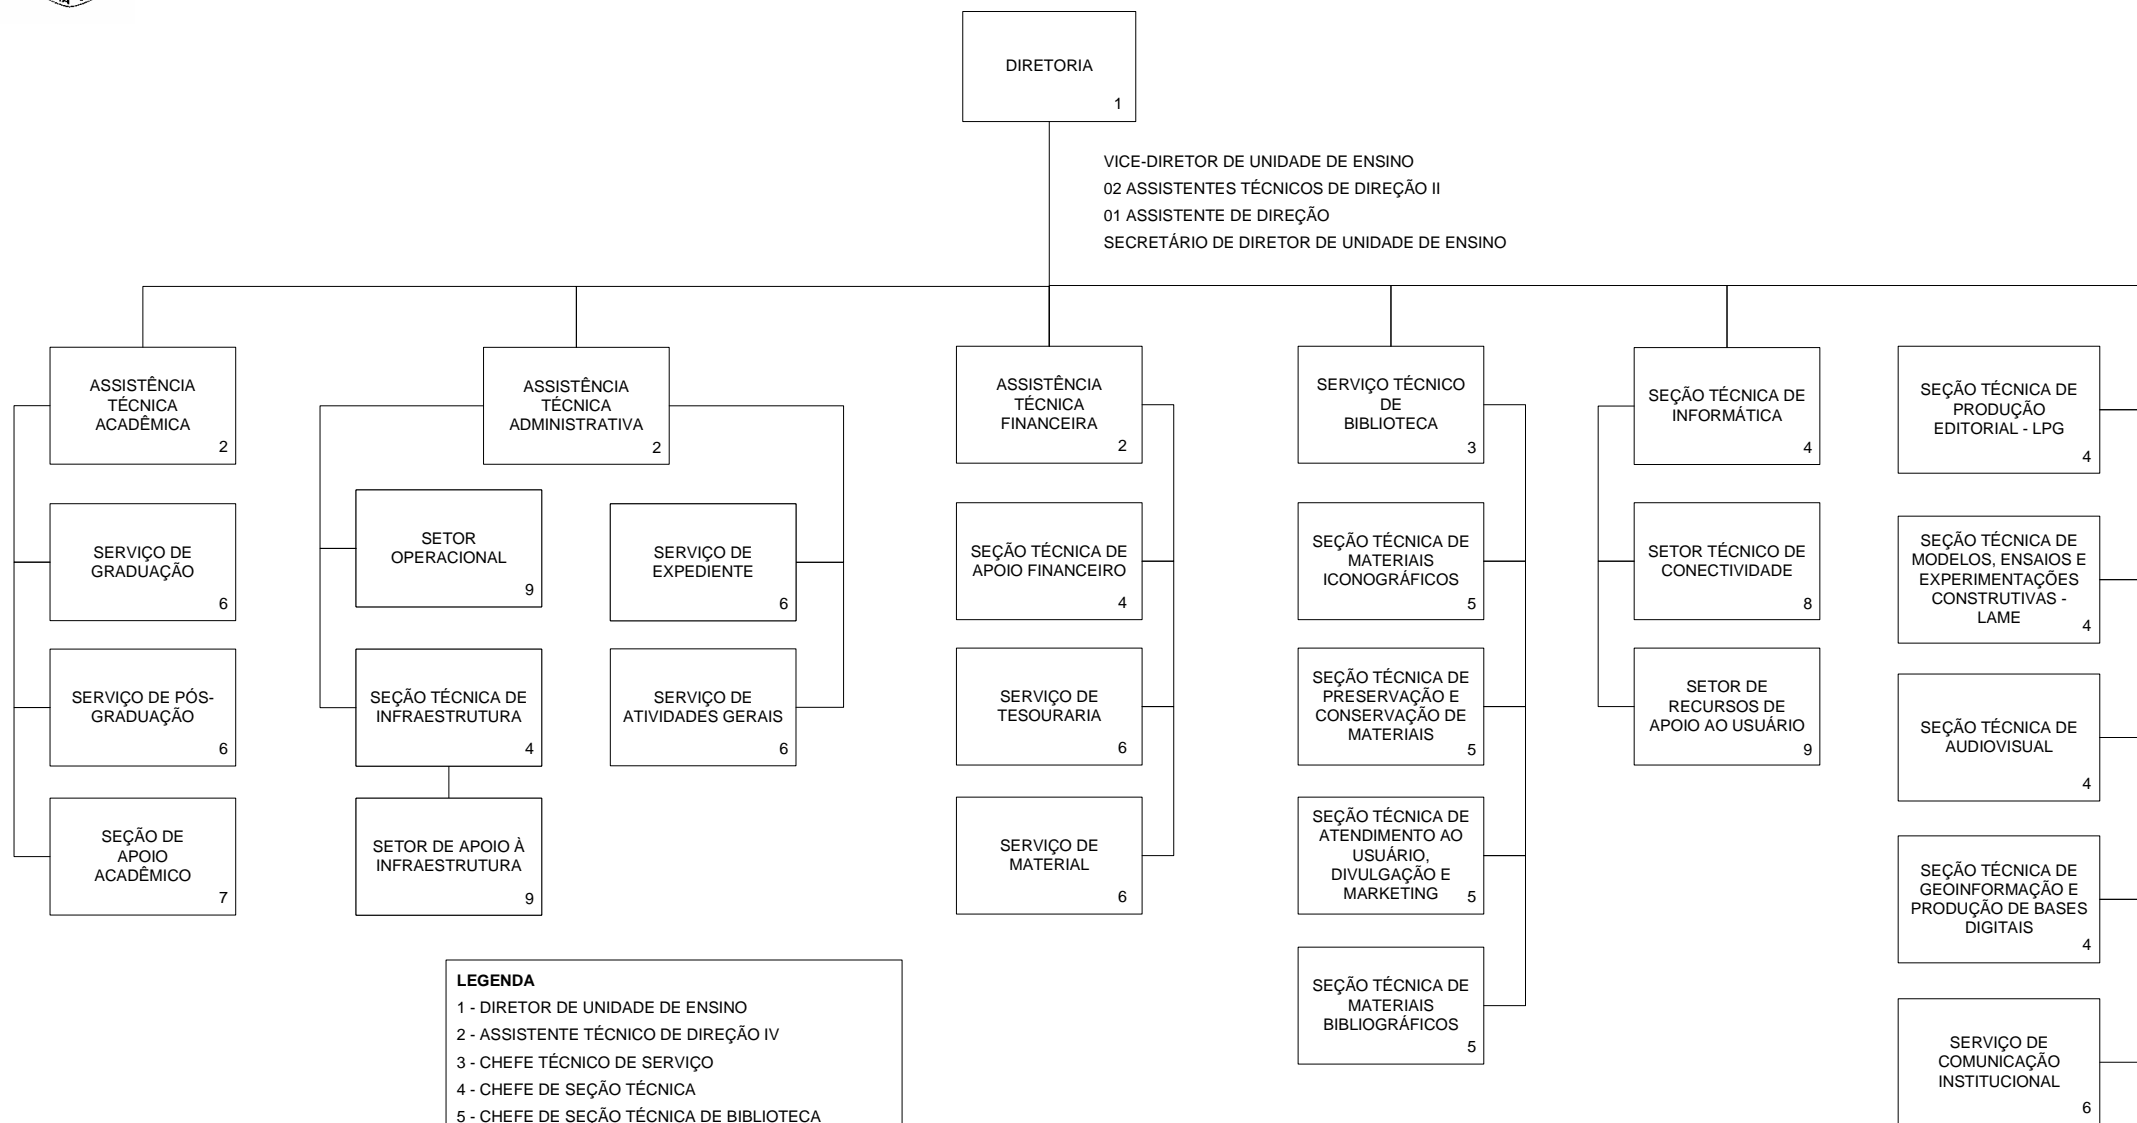 DIRETORIA
1
VICE-DIRETOR DE UNIDADE DE ENSINO
02 ASSISTENTES TÉCNICOS DE DIREÇÃO II
01 ASSISTENTE DE DIREÇÃO
SECRETÁRIO DE DIRETOR DE UNIDADE DE ENSINO
ASSISTÊNCIA
TÉCNICA
ACADÊMICA
2
SERVIÇO DE
GRADUAÇÃO
6
SERVIÇO DE PÓS-
GRADUAÇÃO
6
SEÇÃO DE
APOIO
ACADÊMICO
7
ASSISTÊNCIA
TÉCNICA
ADMINISTRATIVA
2
SETOR
OPERACIONAL
9
SEÇÃO TÉCNICA DE
INFRAESTRUTURA
4
SETOR DE APOIO À
INFRAESTRUTURA
9
SERVIÇO DE
EXPEDIENTE
6
SERVIÇO DE
ATIVIDADES GERAIS
6
ASSISTÊNCIA
TÉCNICA
FINANCEIRA
2
SEÇÃO TÉCNICA DE
APOIO FINANCEIRO
4
SERVIÇO DE
TESOURARIA
6
SERVIÇO DE
MATERIAL
6
SERVIÇO TÉCNICO
DE
BIBLIOTECA
3
SEÇÃO TÉCNICA DE
MATERIAIS
ICONOGRÁFICOS
5
SEÇÃO TÉCNICA DE
PRESERVAÇÃO E
CONSERVAÇÃO DE
MATERIAIS
5
SEÇÃO TÉCNICA DE
ATENDIMENTO AO
USUÁRIO,
DIVULGAÇÃO E
MARKETING
5
SEÇÃO TÉCNICA DE
MATERIAIS
BIBLIOGRÁFICOS
5
SEÇÃO TÉCNICA DE
INFORMÁTICA
4
SETOR TÉCNICO DE
CONECTIVIDADE
8
SETOR DE
RECURSOS DE
APOIO AO USUÁRIO
9
SEÇÃO TÉCNICA DE
PRODUÇÃO
EDITORIAL - LPG
4
SEÇÃO TÉCNICA DE
MODELOS, ENSAIOS E
EXPERIMENTAÇÕES
CONSTRUTIVAS -
LAME
4
SEÇÃO TÉCNICA DE
AUDIOVISUAL
4
SEÇÃO TÉCNICA DE
GEOINFORMAÇÃO E
PRODUÇÃO DE BASES
DIGITAIS
4
SERVIÇO DE
COMUNICAÇÃO
INSTITUCIONAL
6
LEGENDA
1 - DIRETOR DE UNIDADE DE ENSINO
2 - ASSISTENTE TÉCNICO DE DIREÇÃO IV
3 - CHEFE TÉCNICO DE SERVIÇO
4 - CHEFE DE SEÇÃO TÉCNICA
5 - CHEFE DE SEÇÃO TÉCNICA DE BIBLIOTECA